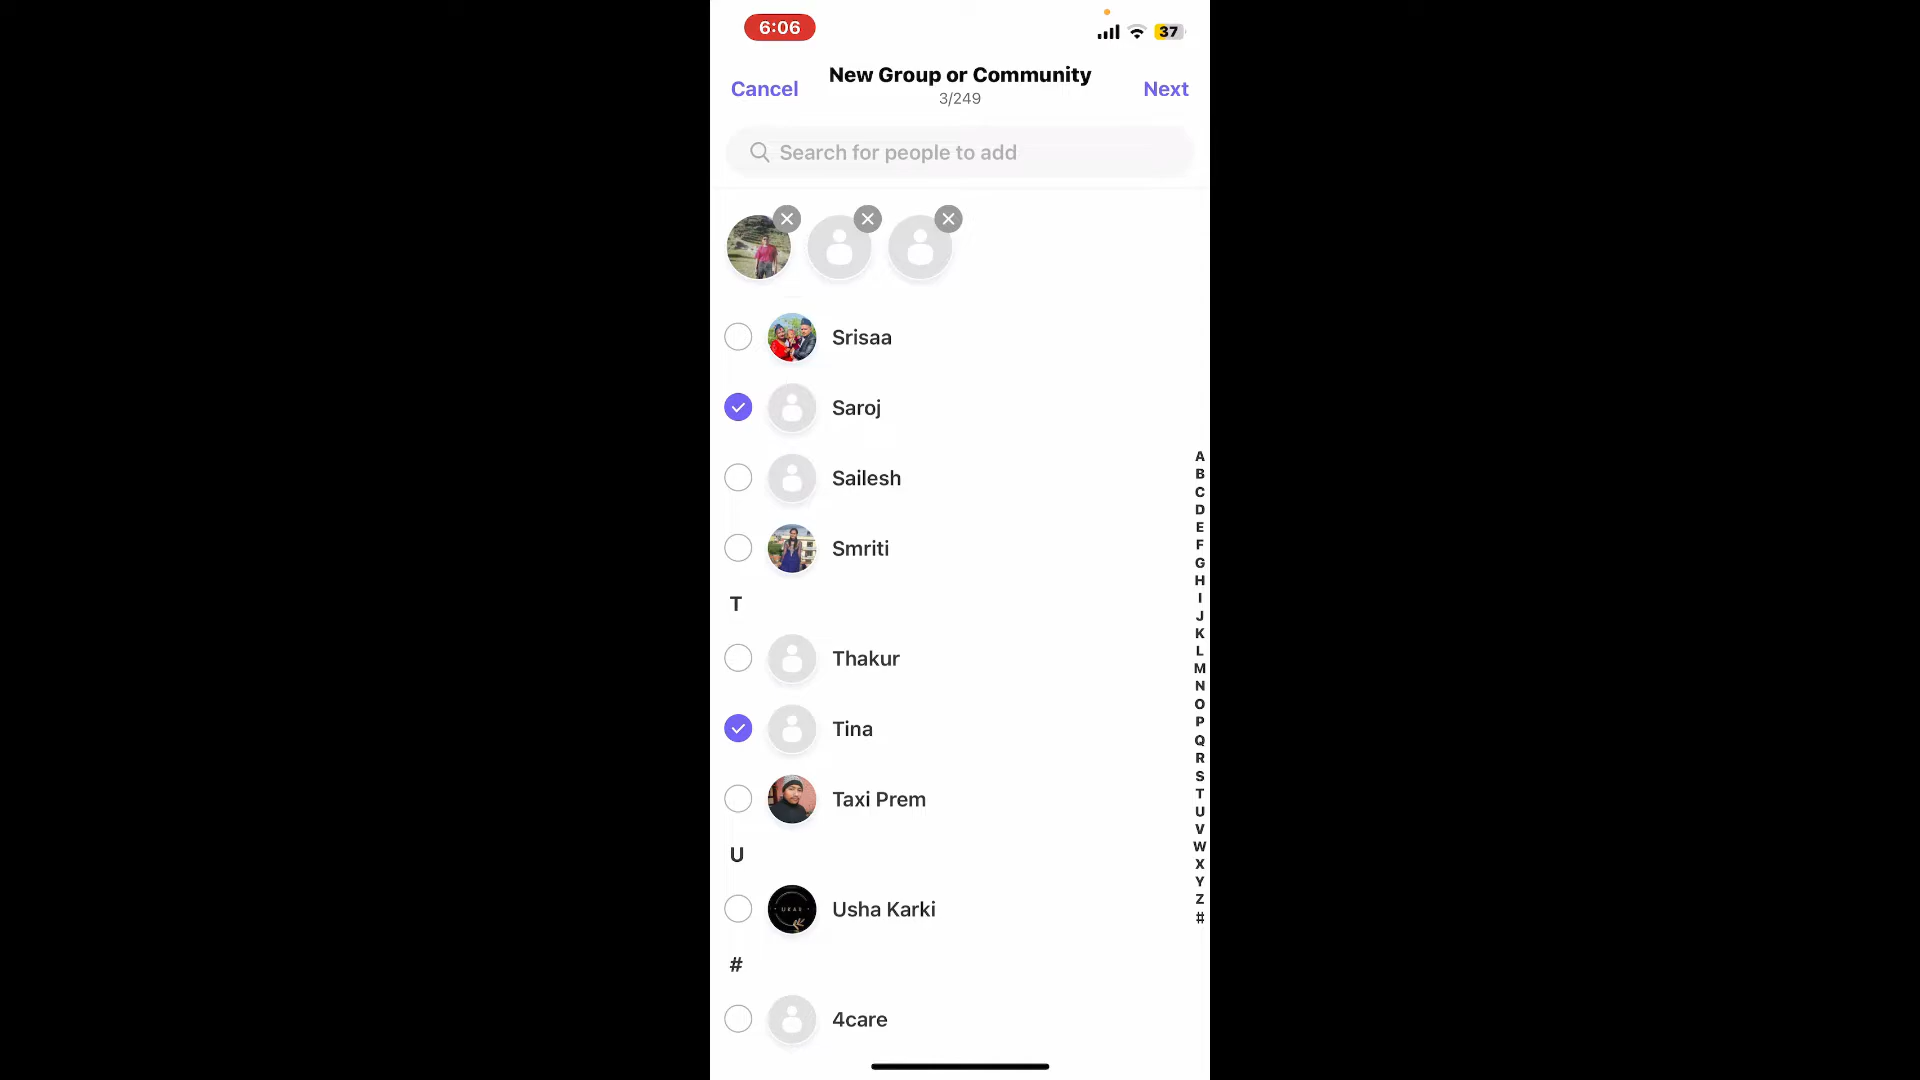 6:06
37
Cancel
New Group or Community
Next
3/249
Search for people to add
Srisaa
Saroj
Sailesh
Smriti
T
Thakur
Tina
Taxi Prem
U
Usha Karki
#
4care
A
B
C
D
E
F
G
H
I
J
K
L
M
N
O
P
Q
R
S
T
U
V
W
X
Y
Z
#